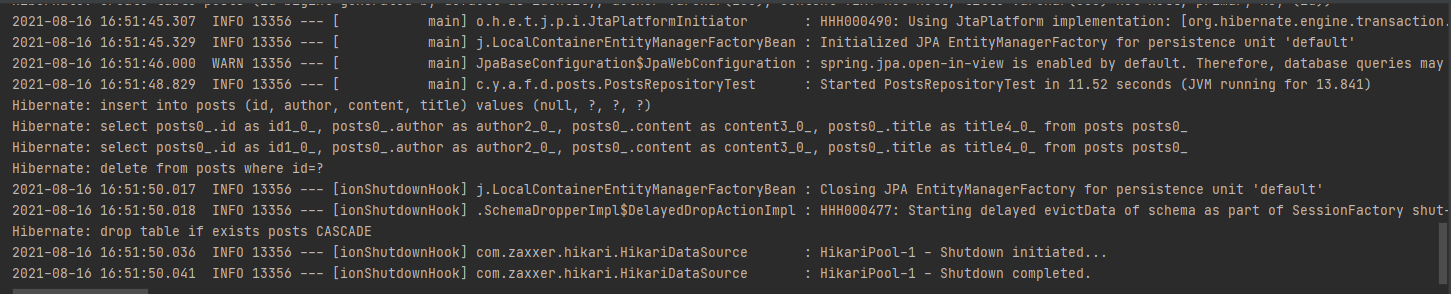 2021-08-16 16:51:45.307  INFO 13356 --- [           main] o.h.e.t.j.p.i.JtaPlatformInitiator       : HHH000490: Using JtaPlatform implementation: [org.hibernate.engine.transaction.
2021-08-16 16:51:45.329  INFO 13356 --- [           main] j.LocalContainerEntityManagerFactoryBean : Initialized JPA EntityManagerFactory for persistence unit 'default'
2021-08-16 16:51:46.000  WARN 13356 --- [           main] JpaBaseConfiguration$JpaWebConfiguration : spring.jpa.open-in-view is enabled by default. Therefore, database queries may
2021-08-16 16:51:48.829  INFO 13356 --- [           main] c.y.a.f.d.posts.PostsRepositoryTest      : Started PostsRepositoryTest in 11.52 seconds (JVM running for 13.841)
Hibernate: insert into posts (id, author, content, title) values (null, ?, ?, ?)
Hibernate: select posts0_.id as id1_0_, posts0_.author as author2_0_, posts0_.content as content3_0_, posts0_.title as title4_0_ from posts posts0_
Hibernate: select posts0_.id as id1_0_, posts0_.author as author2_0_, posts0_.content as content3_0_, posts0_.title as title4_0_ from posts posts0_
Hibernate: delete from posts where id=?
2021-08-16 16:51:50.017  INFO 13356 --- [ionShutdownHook] j.LocalContainerEntityManagerFactoryBean : Closing JPA EntityManagerFactory for persistence unit 'default'
2021-08-16 16:51:50.018  INFO 13356 --- [ionShutdownHook] .SchemaDropperImpl$DelayedDropActionImpl : HHH000477: Starting delayed evictData of schema as part of SessionFactory shut-
Hibernate: drop table if exists posts CASCADE
2021-08-16 16:51:50.036  INFO 13356 --- [ionShutdownHook] com.zaxxer.hikari.HikariDataSource       : HikariPool-1 - Shutdown initiated...
2021-08-16 16:51:50.041  INFO 13356 --- [ionShutdownHook] com.zaxxer.hikari.HikariDataSource       : HikariPool-1 - Shutdown completed.